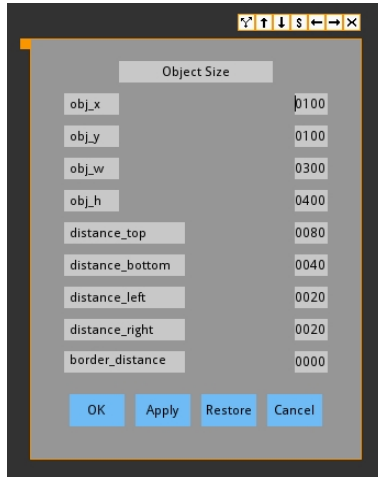 $
Object Size
obj_x 0100
obj_y 0100
obj_w 0300
obj_h 0400
distance_top 0080
distance_bottom 0040
distance_left 0020
distance_right 0020
border_distance 0000
OK Apply Restore Cancel